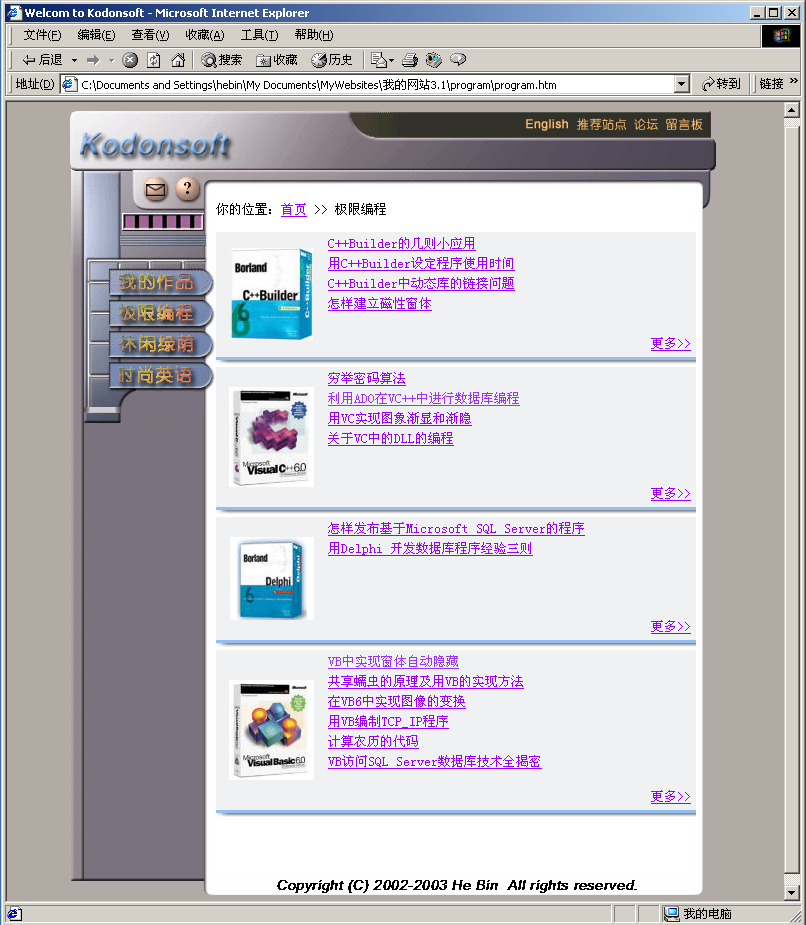 Welcom to Kodonsoft - Microsoft Internet Explorer
文件(F) 编辑(E) 查看(V) 收藏(A) 工具(T) 帮助(H)
后退 搜索 收藏 历史
地址(D) C:\Documents and Settings\hebin\My Documents\MyWebsites\我的网站3.1\program\program.htm 转到 链接 »
Kodonsoft
English 推荐站点 论坛 留言板
你的位置: 首页 >> 极限编程
我的作品
极限编程
休闲绿荫
时尚英语
Borland
C++Builder
6
C++Builder
C++Builder的几则小应用
用C++Builder设定程序使用时间
C++Builder中动态库的链接问题
怎样建立磁性窗体
更多>>
Microsoft
Visual C++ 6.0
穷举密码算法
利用ADO在VC++中进行数据库编程
用VC实现图象渐显和渐隐
关于VC中的DLL的编程
更多>>
Borland
Delphi
6
Delphi
怎样发布基于Microsoft SQL Server的程序
用Delphi 开发数据库程序经验三则
更多>>
Microsoft
Visual Basic 6.0
VB中实现窗体自动隐藏
共享蠕虫的原理及用VB的实现方法
在VB6中实现图像的变换
用VB编制TCP_IP程序
计算农历的代码
VB访问SQL Server数据库技术全揭密
更多>>
Copyright (C) 2002-2003 He Bin All rights reserved.
我的电脑